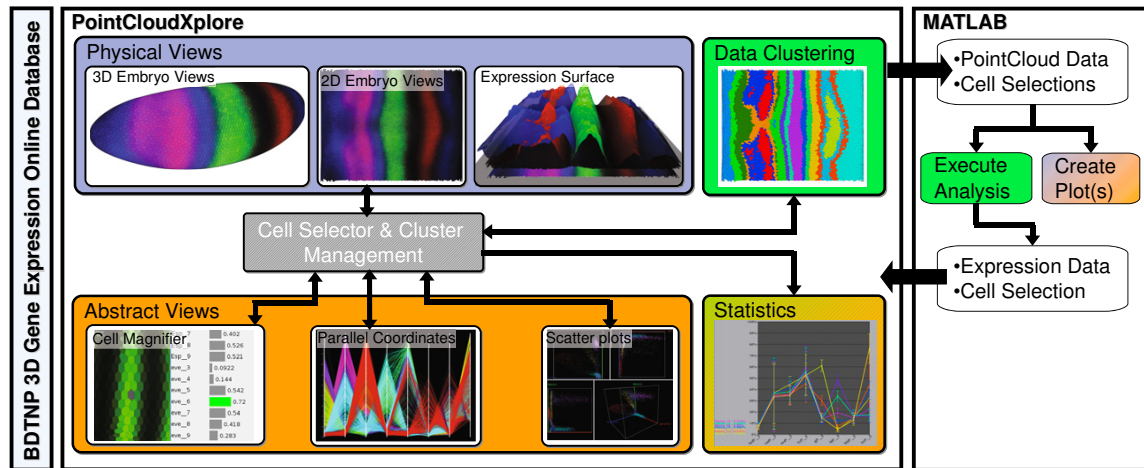 BDTNP 3D Gene Expression Online Database
PointCloudXplore
Physical Views
3D Embryo Views
2D Embryo Views
Expression Surface
Data Clustering
Cell Selector & Cluster
Management
Abstract Views
Cell Magnifier
0.402
0.526
Esp_9 0.521
eve_3 0.0922
eve_4 0.144
eve_5 0.542
eve_6 0.72
eve_7 0.54
eve_8 0.418
eve_9 0.283
Parallel Coordinates
Scatter plots
Statistics
MATLAB
•PointCloud Data
•Cell Selections
Execute
Analysis
Create
Plot(s)
•Expression Data
•Cell Selection